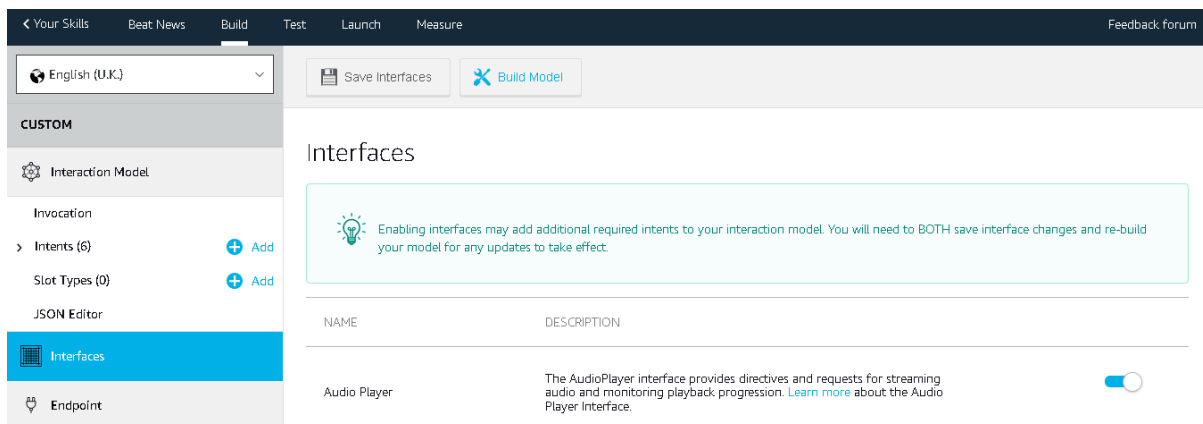 Your Skills Beat News Build Test Launch Measure Feedback forum
English (U.K.)
Save Interfaces Build Model
CUSTOM
Interaction Model
Invocation
Intents (6) Add
Slot Types (0) Add
JSON Editor
Interfaces
Endpoint
Interfaces
Enabling interfaces may add additional required intents to your interaction model. You will need to BOTH save interface changes and re-build
your model for any updates to take effect.
NAME DESCRIPTION
Audio Player
The AudioPlayer interface provides directives and requests for streaming
audio and monitoring playback progression. Learn more about the Audio
Player Interface.